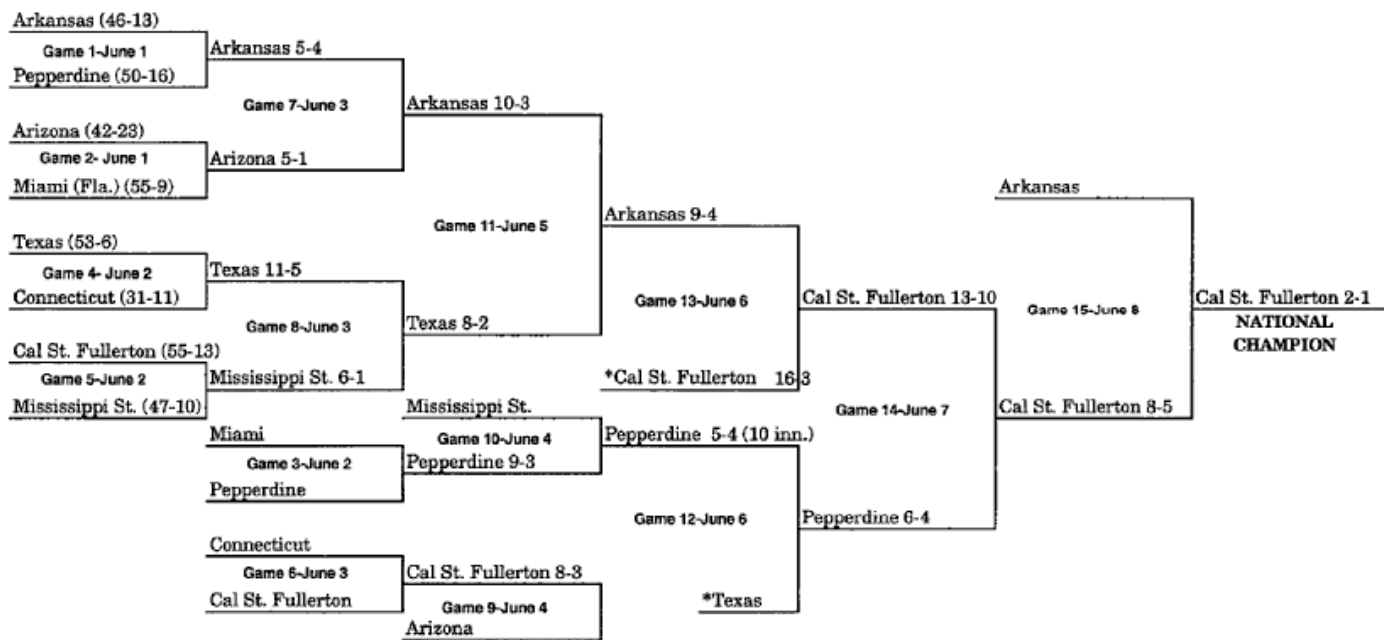 Arkansas (46-13)
Game 1-June 1
Pepperdine (50-16)
Arkansas 5-4
Game 7-June 3
Arizona (42-23)
Game 2- June 1
Miami (Fla.) (55-9)
Arizona 5-1
Arkansas 10-3
Game 11-June 5
Texas (53-6)
Game 4- June 2
Connecticut (31-11)
Texas 11-5
Game 8-June 3
Cal St. Fullerton (55-13)
Game 5-June 2
Mississippi St. (47-10)
Mississippi St. 6-1
Texas 8-2
Arkansas 9-4
Game 13-June 6
*Cal St. Fullerton 16-3
Cal St. Fullerton 13-10
Mississippi St.
Game 10-June 4
Miami
Game 3-June 2
Pepperdine
Pepperdine 9-3
Pepperdine 5-4 (10 inn.)
Game 12-June 6
*Texas
Pepperdine 6-4
Game 14-June 7
Connecticut
Game 6-June 3
Cal St. Fullerton
Cal St. Fullerton 8-3
Game 9-June 4
Arizona
Arkansas
Game 15-June 8
Cal St. Fullerton 8-5
Cal St. Fullerton 2-1
NATIONAL
CHAMPION